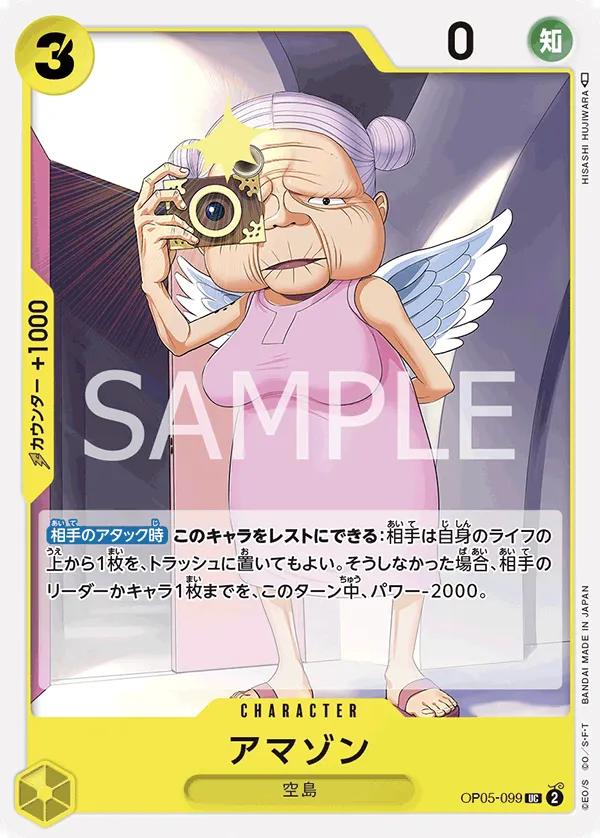 3
0
知
HISASHI HUJIWARA
カウンター +1000
SAMPLE
相手のアタック時 このキャラをレストにできる:相手は自身のライフの
上から1枚を、トラッシュに置いてもよい。そうしなかった場合、相手の
リーダーかキャラ1枚までを、このターン中、パワー-2000。
CHARACTER
アマゾン
空島
OP05-099 UC 2
©E.O/S ©O/S・F・T BANDAI MADE IN JAPAN